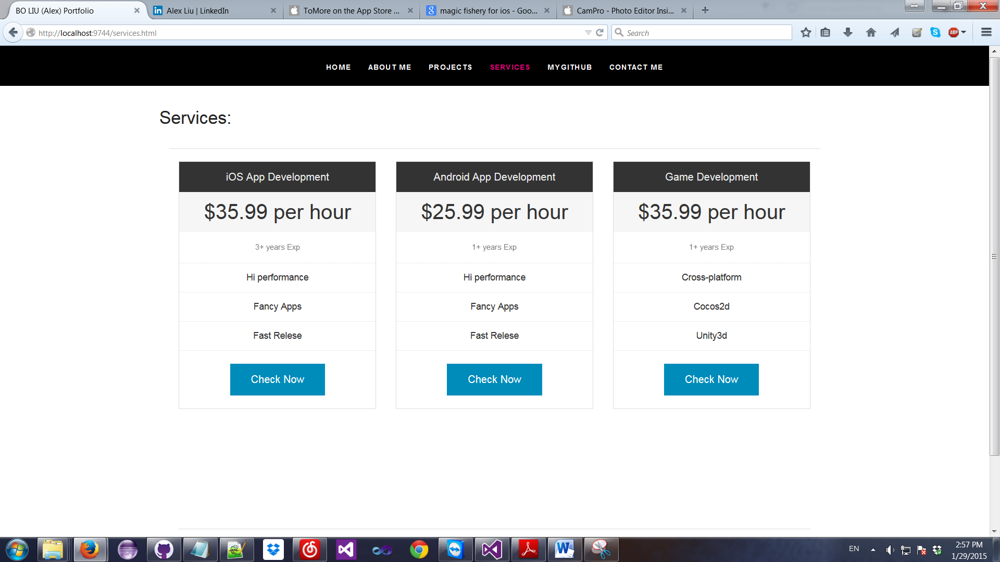 BO LIU (Alex) Portfolio
Alex Liu | LinkedIn
ToMore on the App Store ...
magic fishery for ios - Goo...
CamPro - Photo Editor Insi...
http://localhost:9744/services.html
Search
ABP
HOME ABOUT ME PROJECTS SERVICES MYGITHUB CONTACT ME
Services:
iOS App Development
$35.99 per hour
3+ years Exp
Hi performance
Fancy Apps
Fast Relese
Check Now
Android App Development
$25.99 per hour
1+ years Exp
Hi performance
Fancy Apps
Fast Relese
Check Now
Game Development
$35.99 per hour
1+ years Exp
Cross-platform
Cocos2d
Unity3d
Check Now
EN
2:57 PM
1/29/2015